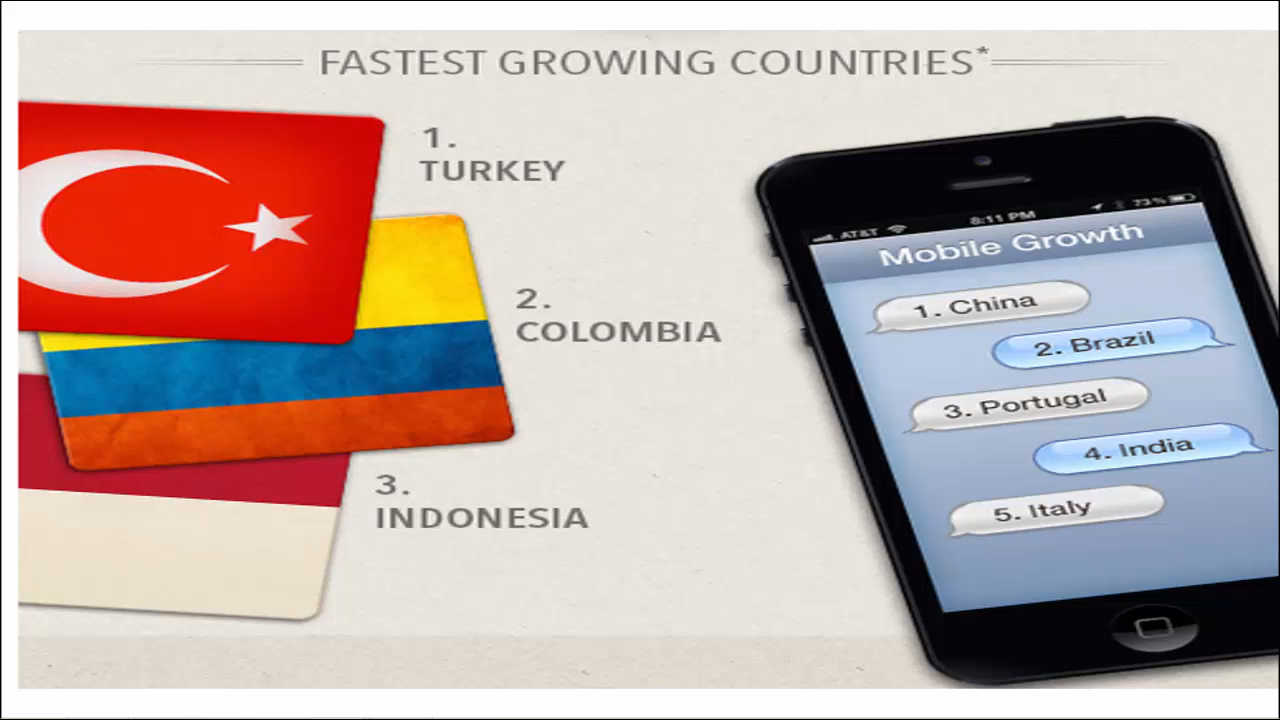 FASTEST GROWING COUNTRIES*
1.
TURKEY
2.
COLOMBIA
3.
INDONESIA
AT&T 8:11 PM 73%
Mobile Growth
1. China
2. Brazil
3. Portugal
4. India
5. Italy